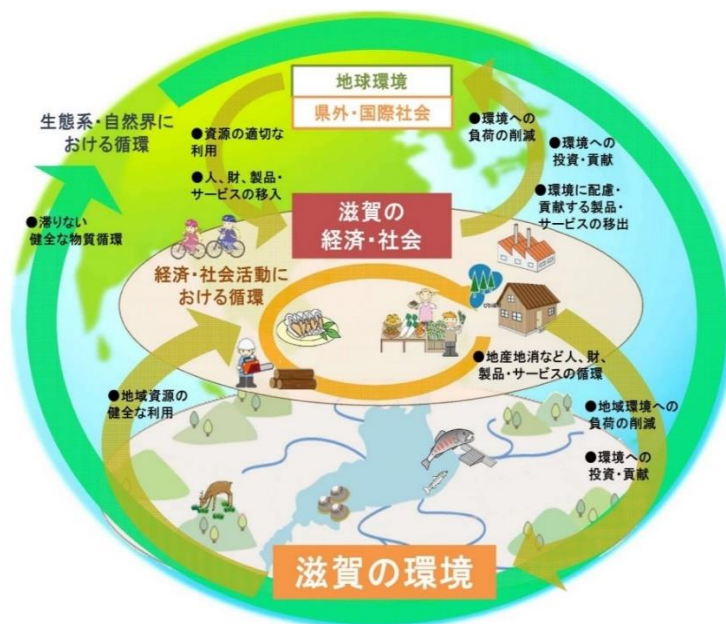 地球環境
県外・国際社会
生態系・自然界に
おける循環
●資源の適切な
利用
●人、財、製品・
サービスの移入
●環境への
負荷の削減
●環境への
投資・貢献
●環境に配慮・
貢献する製品・
サービスの移出
●滞りない
健全な物質循環
滋賀の
経済・社会
経済・社会活動に
おける循環
●地産地消など人、財、
製品・サービスの循環
●地域資源の
健全な利用
●地域環境への
負荷の削減
●環境への
投資・貢献
滋賀の環境